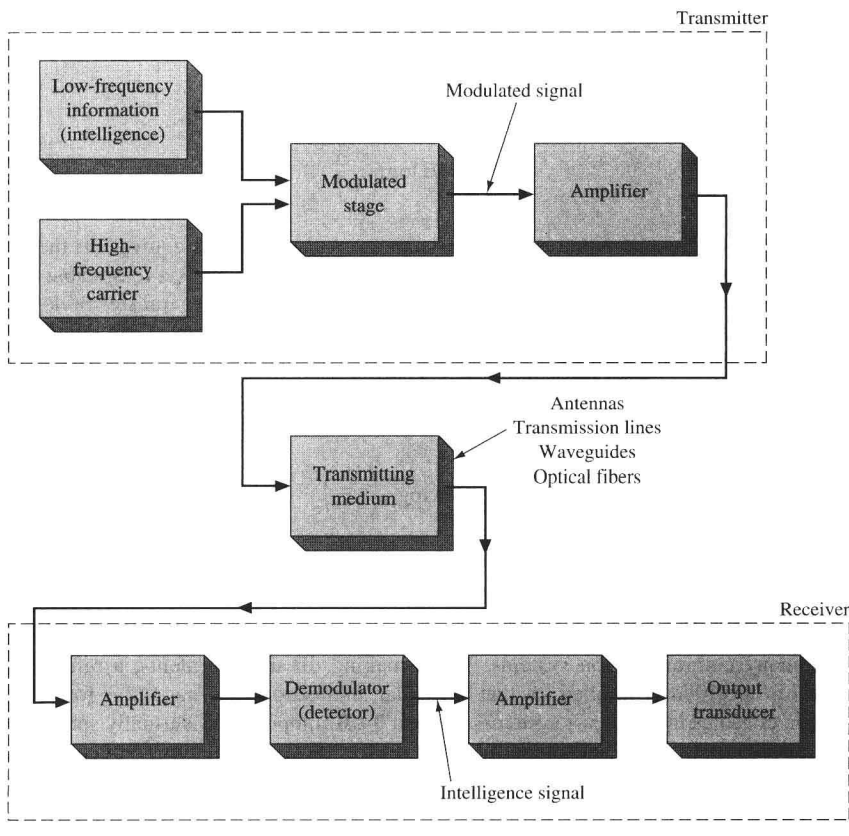 Transmitter
Low-frequency
information
(intelligence)
Modulated signal
Modulated
stage
Amplifier
High-
frequency
carrier
Antennas
Transmission lines
Waveguides
Optical fibers
Transmitting
medium
Receiver
Amplifier
Demodulator
(detector)
Amplifier
Output
transducer
Intelligence signal